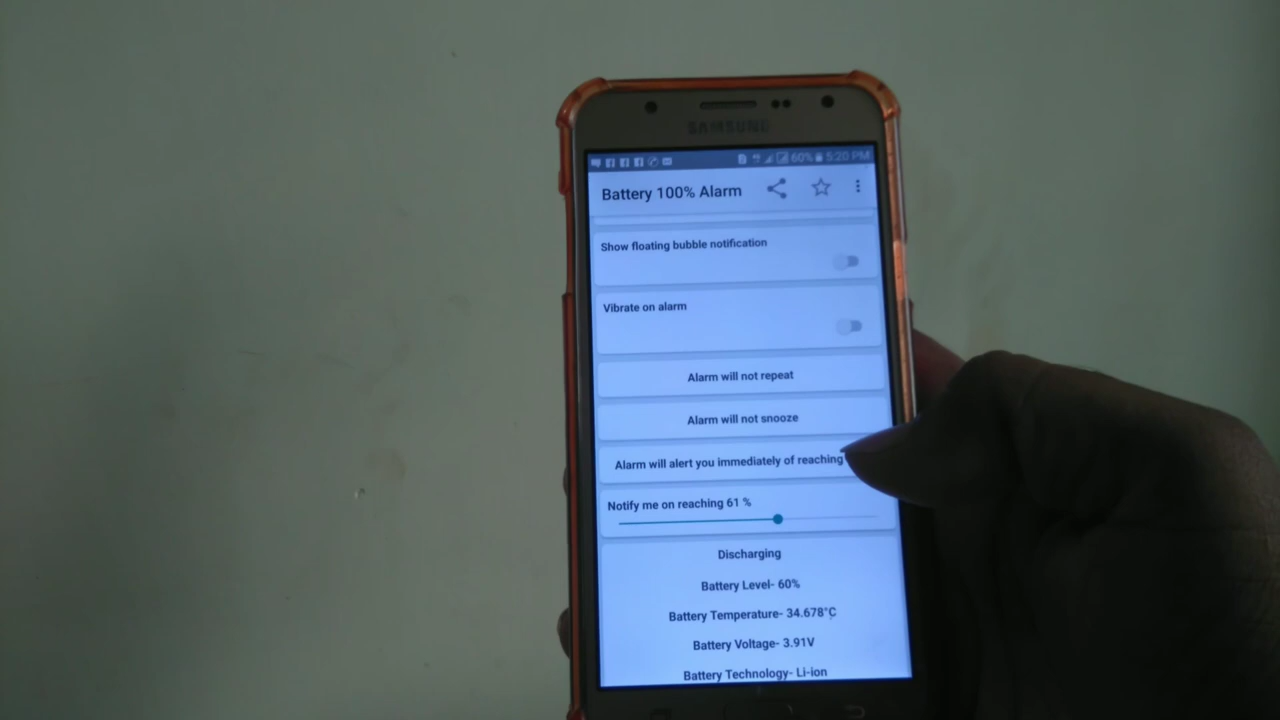 SAMSUNG
60% 5:20 PM
Battery 100% Alarm
Show floating bubble notification
Vibrate on alarm
Alarm will not repeat
Alarm will not snooze
Alarm will alert you immediately of reaching
Notify me on reaching 61 %
Discharging
Battery Level- 60%
Battery Temperature- 34.678°C
Battery Voltage- 3.91V
Battery Technology- Li-ion